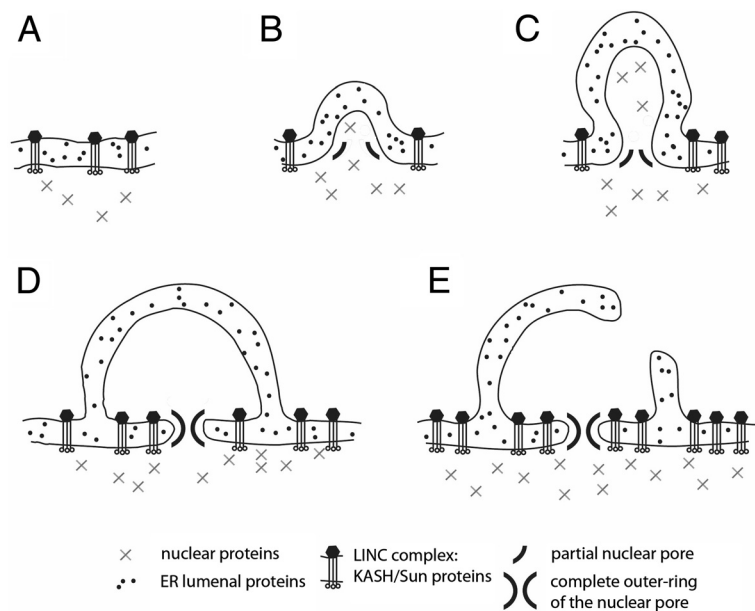 A
B
C
D
E
nuclear proteins
ER lumenal proteins
LINC complex:
KASH/Sun proteins
partial nuclear pore
complete outer-ring
of the nuclear pore